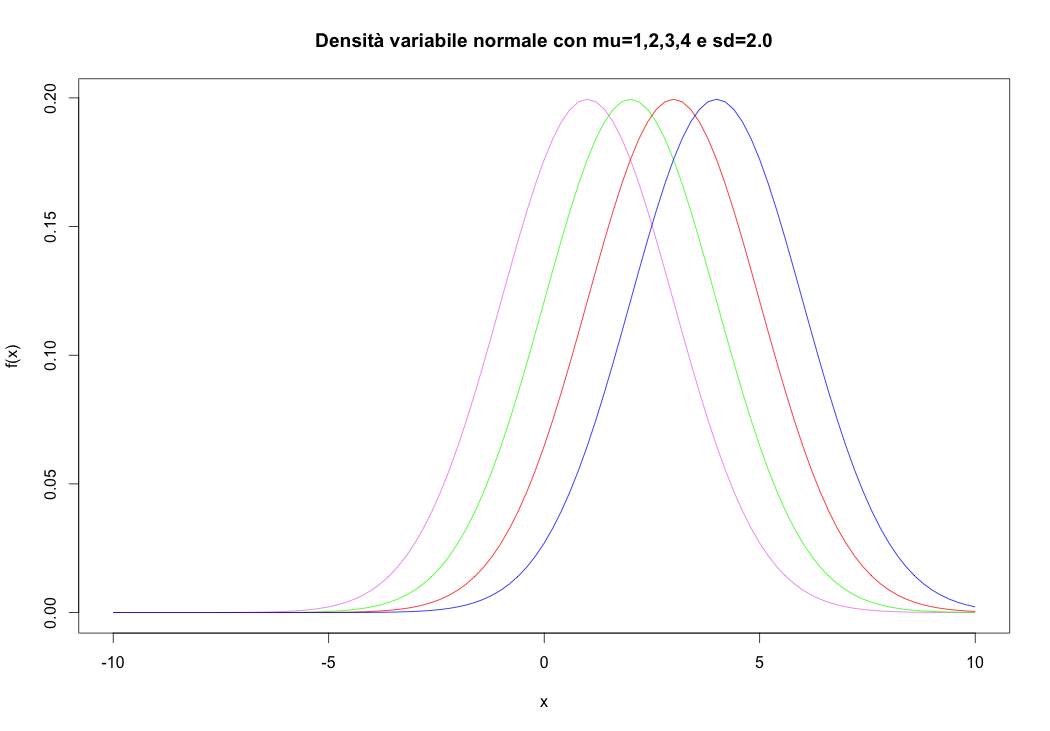 Densità variabile normale con mu=1,2,3,4 e sd=2.0
0.20
0.15
0.10
0.05
0.00
f(x)
-10 -5 0 5 10
x